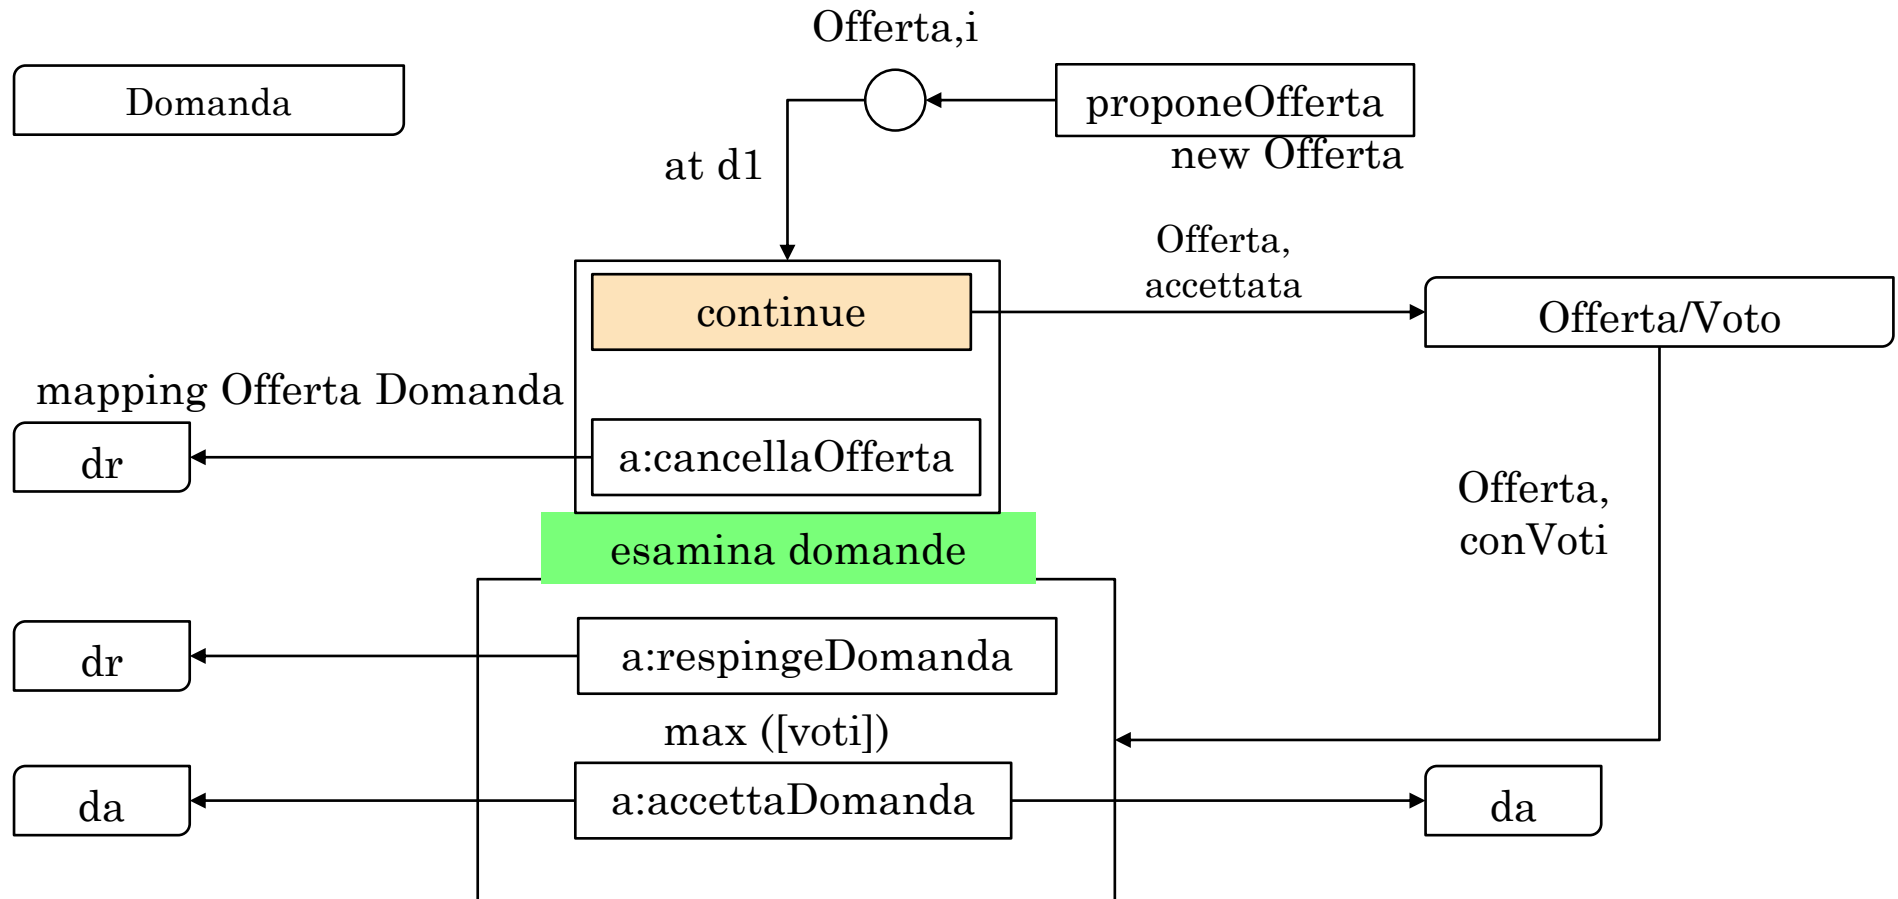 Offerta,i
Domanda
proponeOfferta
new Offerta
at d1
Offerta,
accettata
continue
Offerta/Voto
mapping Offerta Domanda
dr
a:cancellaOfferta
Offerta,
conVoti
esamina domande
dr
a:respingeDomanda
max ([voti])
da
a:accettaDomanda
da